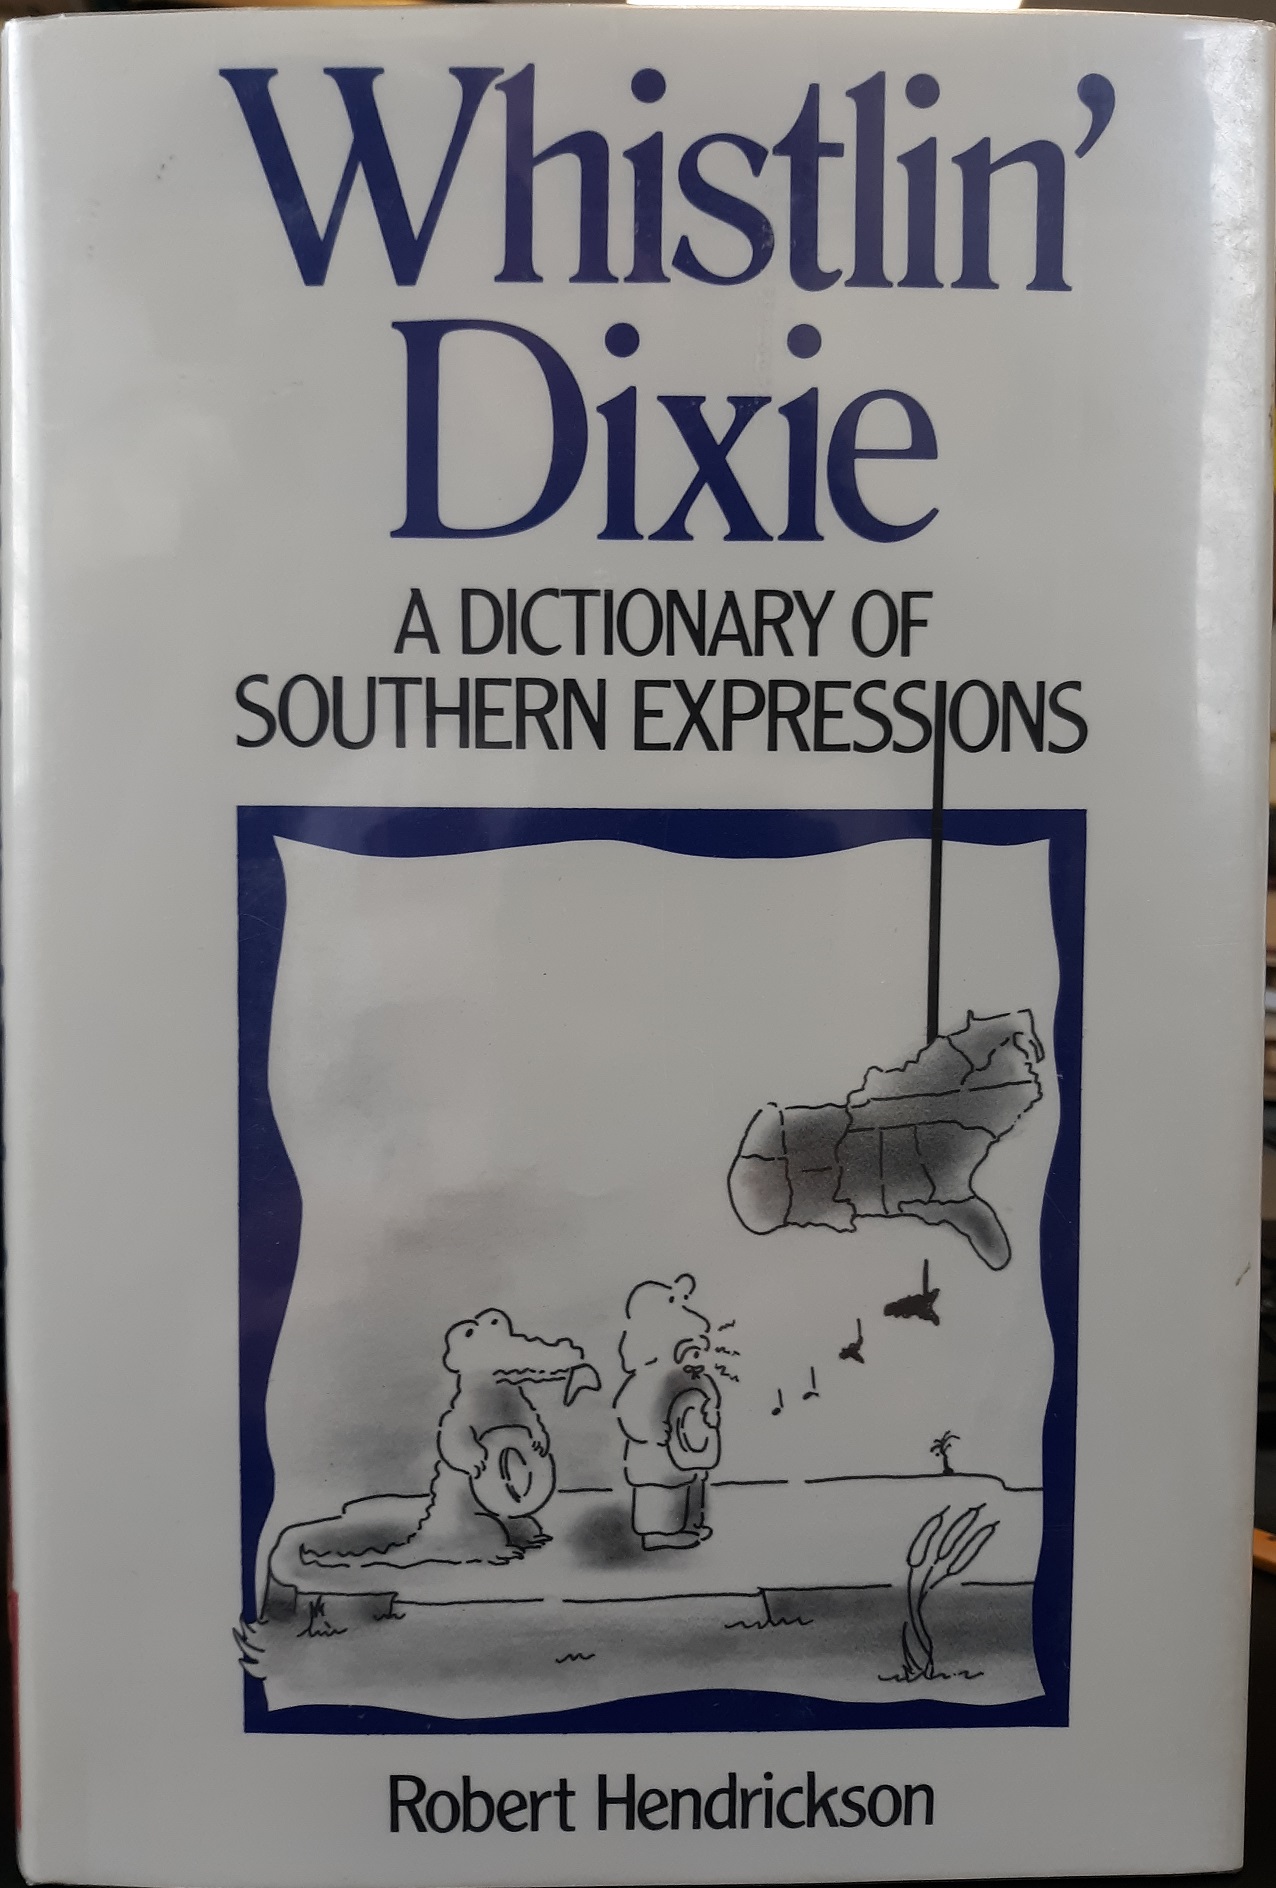 Whistlin’
Dixie
A DICTIONARY OF
SOUTHERN EXPRESSIONS
Robert Hendrickson